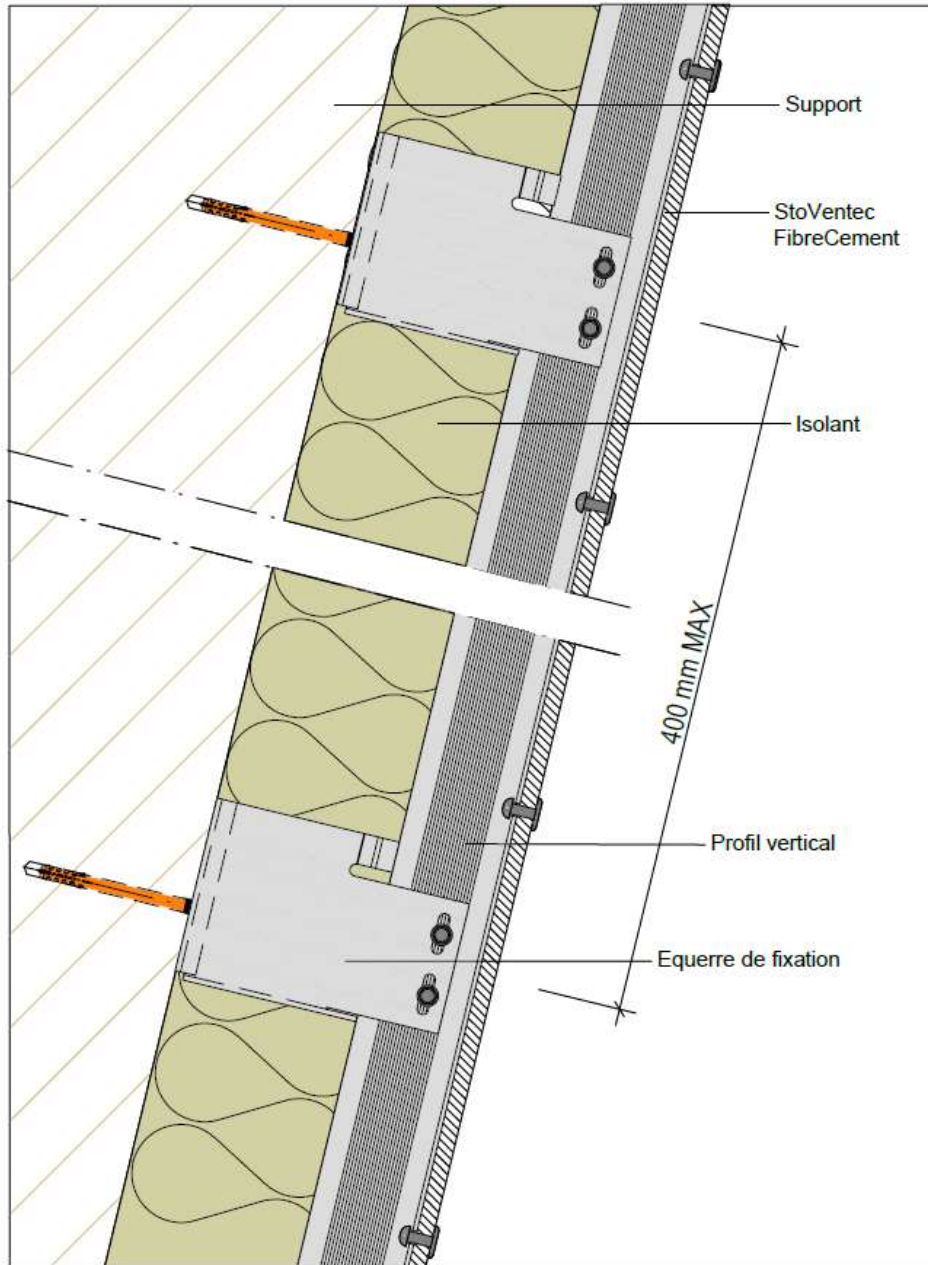 Support
StoVentec
FibreCement
Isolant
400 mm MAX
Profil vertical
Equerre de fixation